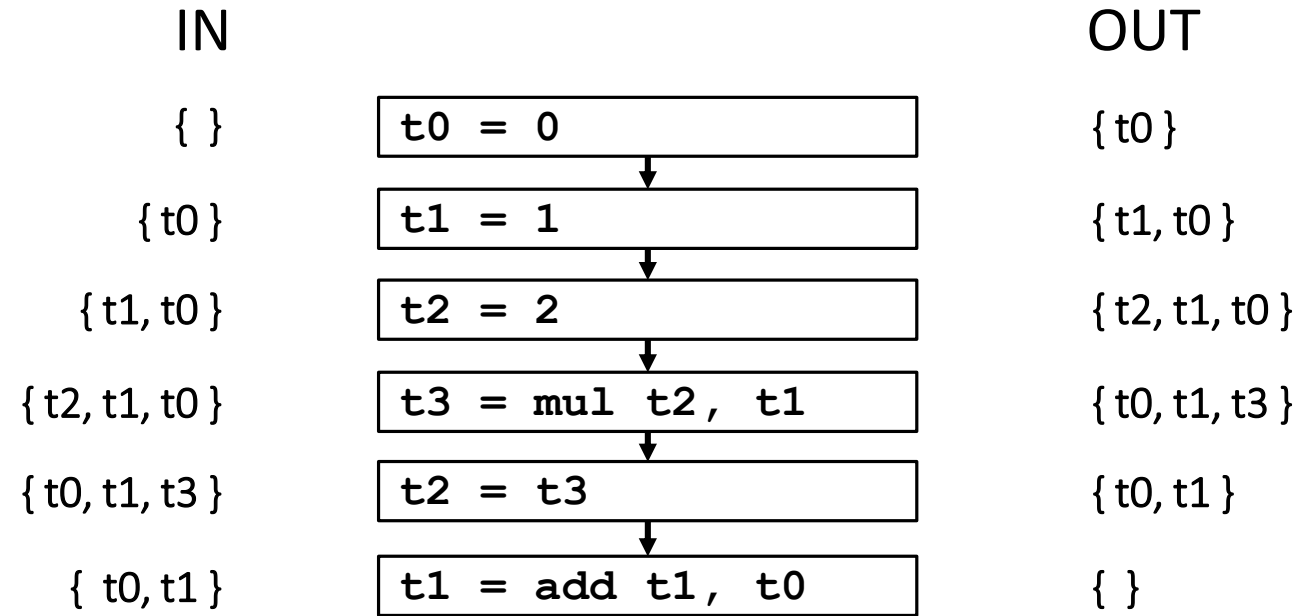 IN OUT
{ } t0 = 0 { t0 }
{ t0 } t1 = 1 { t1, t0 }
{ t1, t0 } t2 = 2 { t2, t1, t0 }
{ t2, t1, t0 } t3 = mul t2, t1 { t0, t1, t3 }
{ t0, t1, t3 } t2 = t3 { t0, t1 }
{ t0, t1 } t1 = add t1, t0 { }